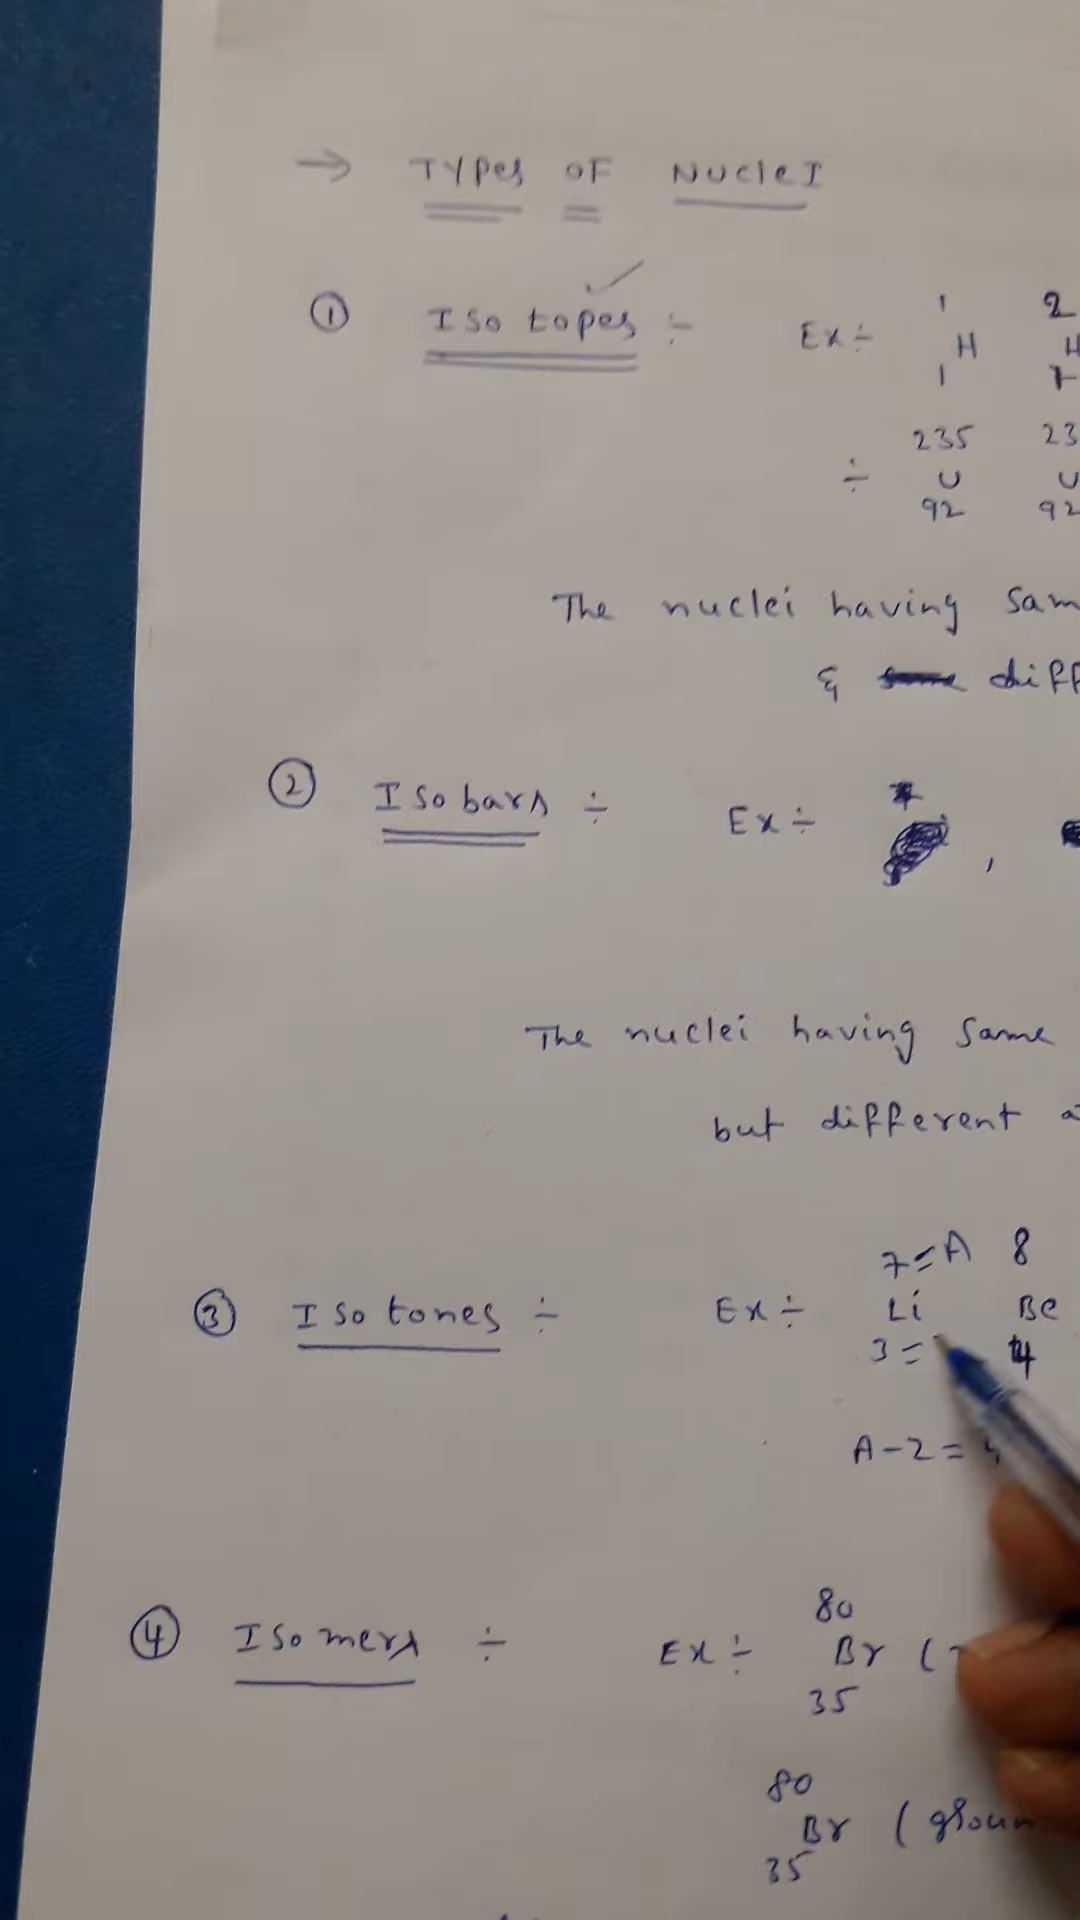 → Types of Nuclei
① Isotopes :- Ex÷ 1 H 1 2 H 1
÷ 235 U 92 23 U 92
The nuclei having sam
& diff
② Isobars ÷ Ex÷ ,
The nuclei having same
but different a
③ Isotones ÷ Ex÷ 7=A Li 3= 8 Be 4
A-2=
④ Isomers ÷ Ex÷ 80 Br 35 (
80 Br 35 (groun